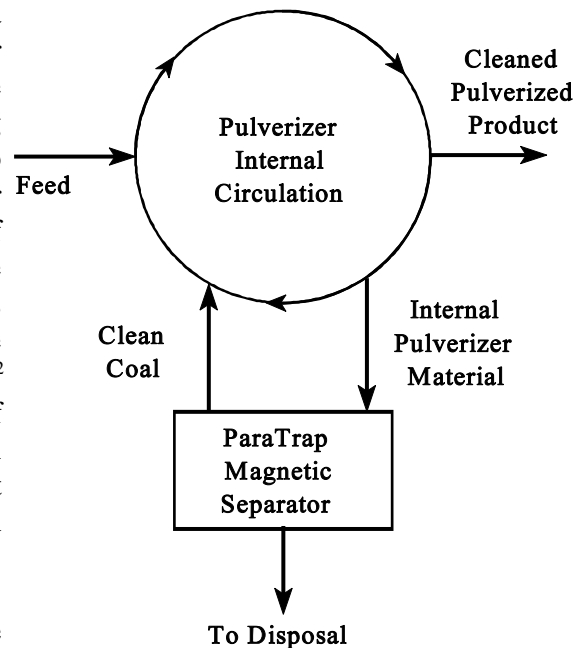 Cleaned
Pulverized
Product
Pulverizer
Internal
Circulation
Feed
Clean
Coal
Internal
Pulverizer
Material
ParaTrap
Magnetic
Separator
To Disposal